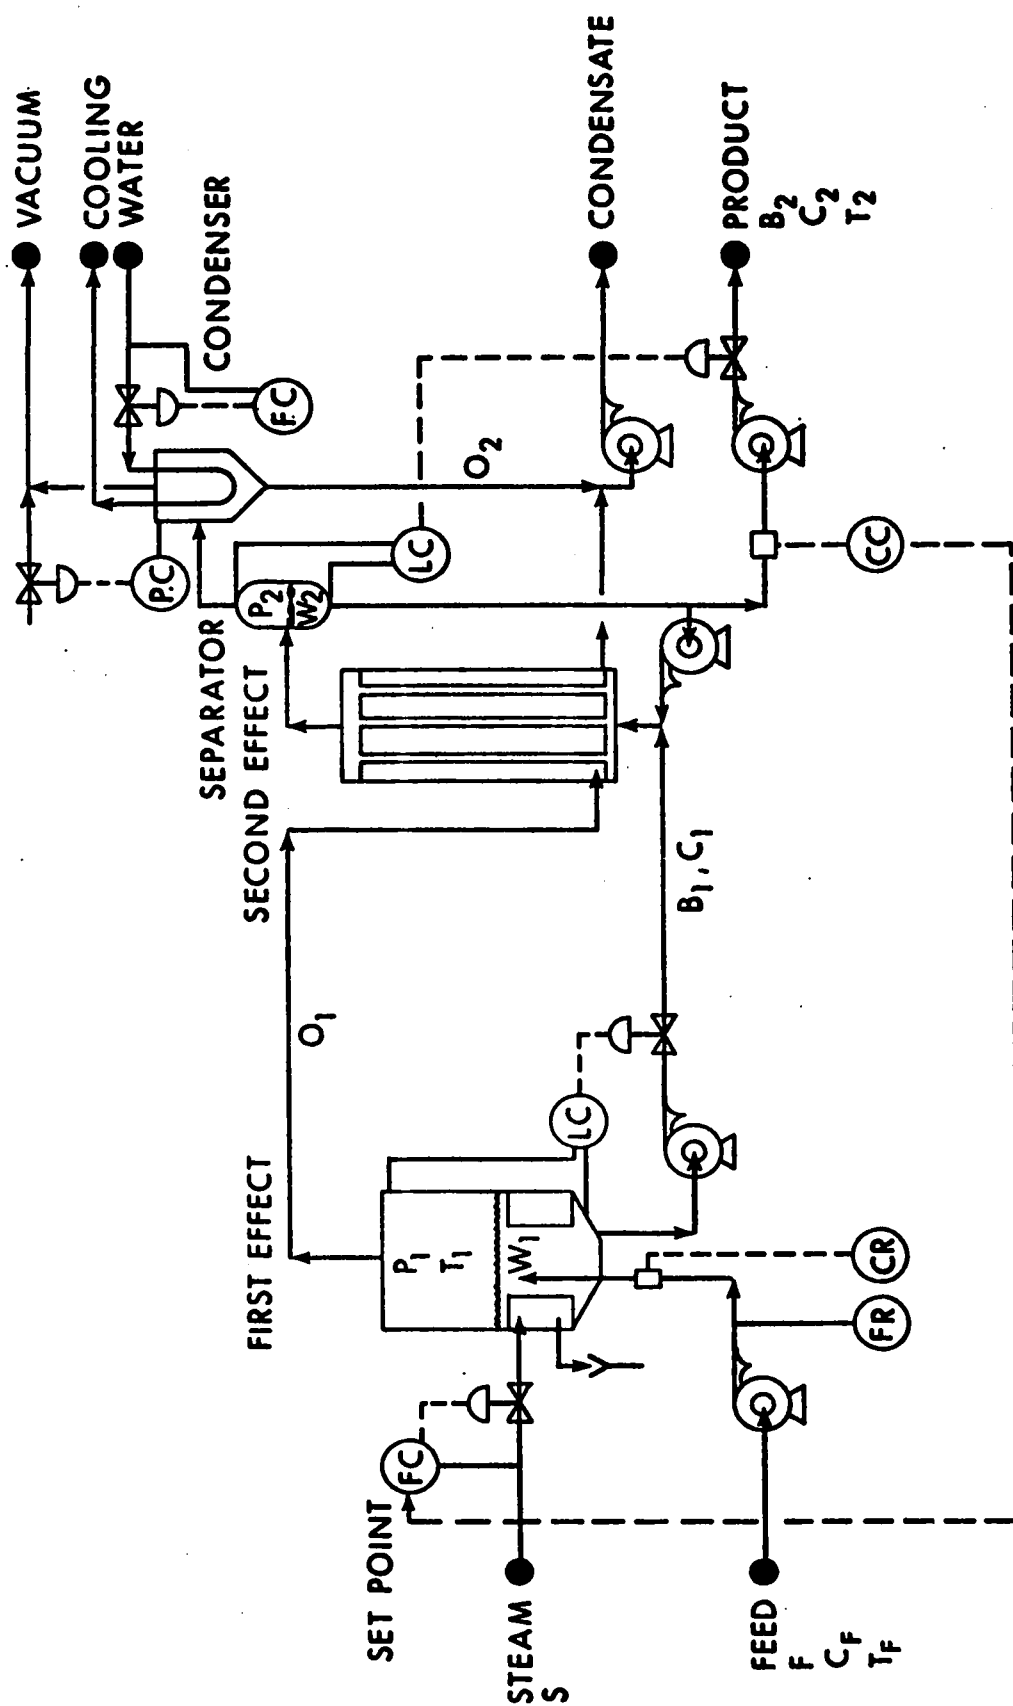 VACUUM
COOLING
WATER
CONDENSER
F.C
P.C
SEPARATOR
P2
W2
LC
O2
CONDENSATE
SECOND EFFECT
PRODUCT
B2
C2
T2
CC
O1
B1, C1
FIRST EFFECT
P1
T1
W1
LC
SET POINT
FC
STEAM
S
CR
FR
FEED
F
CF
TF